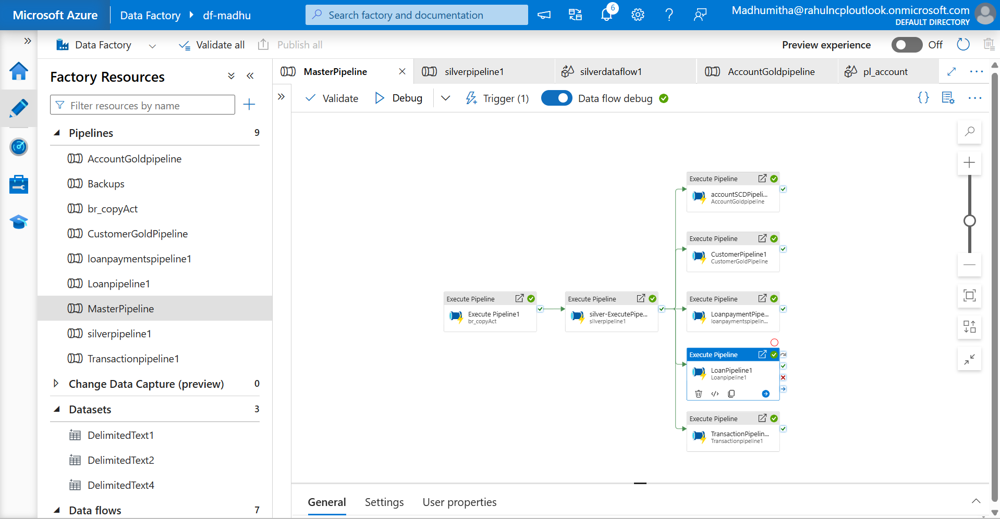 Microsoft Azure
Data Factory
df-madhu
Search factory and documentation
6
Madhumitha@rahulncploutlook.onmicrosoft.com
DEFAULT DIRECTORY
Data Factory
Validate all
Publish all
Preview experience
Off
Factory Resources
Filter resources by name
Pipelines 9
AccountGoldpipeline
Backups
br_copyAct
CustomerGoldPipeline
loanpaymentspipeline1
Loanpipeline1
MasterPipeline
silverpipeline1
Transactionpipeline1
Change Data Capture (preview) 0
Datasets 3
DelimitedText1
DelimitedText2
DelimitedText4
Data flows 7
MasterPipeline
silverpipeline1
silverdataflow1
AccountGoldpipeline
pl_account
Validate
Debug
Trigger (1)
Data flow debug
Execute Pipeline
Execute Pipeline1
br_copyAct
Execute Pipeline
silver-ExecutePipe...
silverpipeline1
Execute Pipeline
accountSCDPipeli...
AccountGoldpipeline
Execute Pipeline
CustomerPipeline1
CustomerGoldPipeline
Execute Pipeline
LoanpaymentPipe...
loanpaymentspipelin...
Execute Pipeline
LoanPipeline1
Loanpipeline1
Execute Pipeline
TransactionPipelin...
Transactionpipeline1
General
Settings
User properties